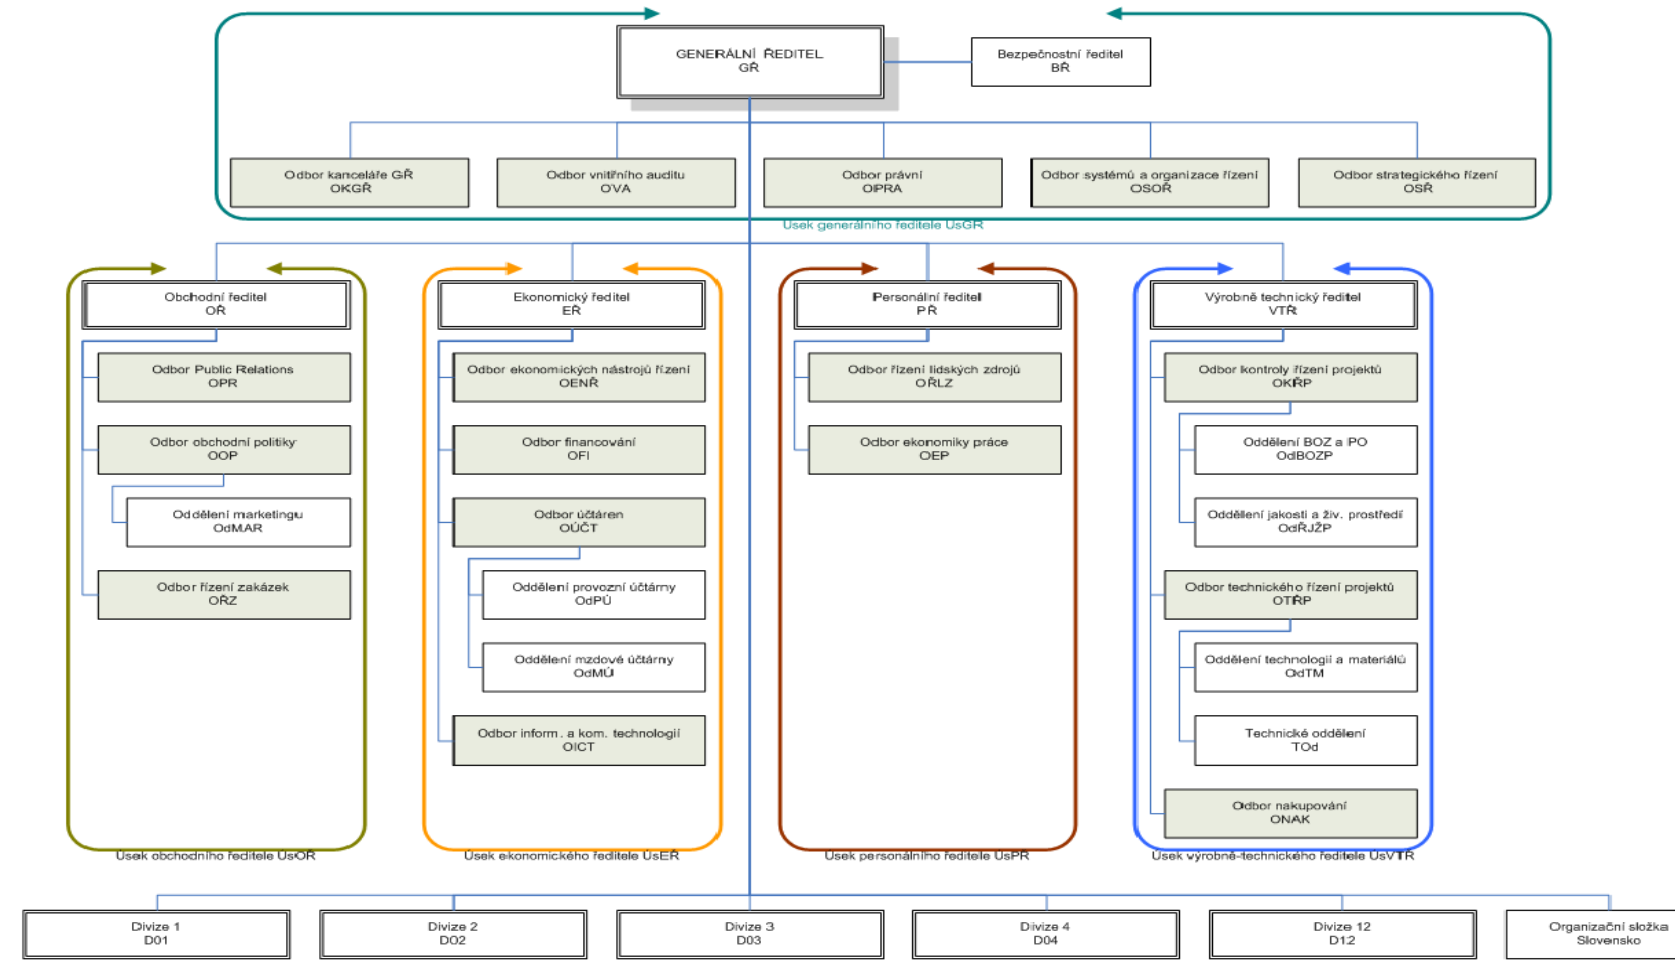 GENERÁLNÍ ŘEDITEL
GŘ
Bezpečnostní ředitel
BŘ
Odbor kanceláře GŘ
OKGŘ
Odbor vnitřního auditu
OVA
Odbor právní
OPRA
Odbor systémů a organizace řízení
OSOŘ
Odbor strategického řízení
OSŘ
Úsek generálního ředitele ÚsGŘ
Obchodní ředitel
OŘ
Odbor Public Relations
OPR
Odbor obchodní politiky
OOP
Oddělení marketingu
OdMAR
Odbor řízení zakázek
OŘZ
Úsek obchodního ředitele ÚsOŘ
Ekonomický ředitel
EŘ
Odbor ekonomických nástrojů řízení
OENŘ
Odbor financování
OFI
Odbor účtáren
OÚČT
Oddělení provozní účtárny
OdPÚ
Oddělení mzdové účtárny
OdMÚ
Odbor inform. a kom. technologií
OICT
Úsek ekonomického ředitele ÚsEŘ
Personální ředitel
PŘ
Odbor řízení lidských zdrojů
OŘLZ
Odbor ekonomiky práce
OEP
Úsek personálního ředitele ÚsPŘ
Výrobně technický ředitel
VTŘ
Odbor kontroly řízení projektů
OKŘP
Oddělení BOZ a PO
OdBOZP
Oddělení jakosti a živ. prostředí
OdŘJŽP
Odbor technického řízení projektů
OTŘP
Oddělení technologií a materiálů
OdTM
Technické oddělení
TOd
Odbor nakupování
ONAK
Úsek výrobně-technického ředitele ÚsVTŘ
Divize 1
D01
Divize 2
D02
Divize 3
D03
Divize 4
D04
Divize 12
D12
Organizační složka
Slovensko